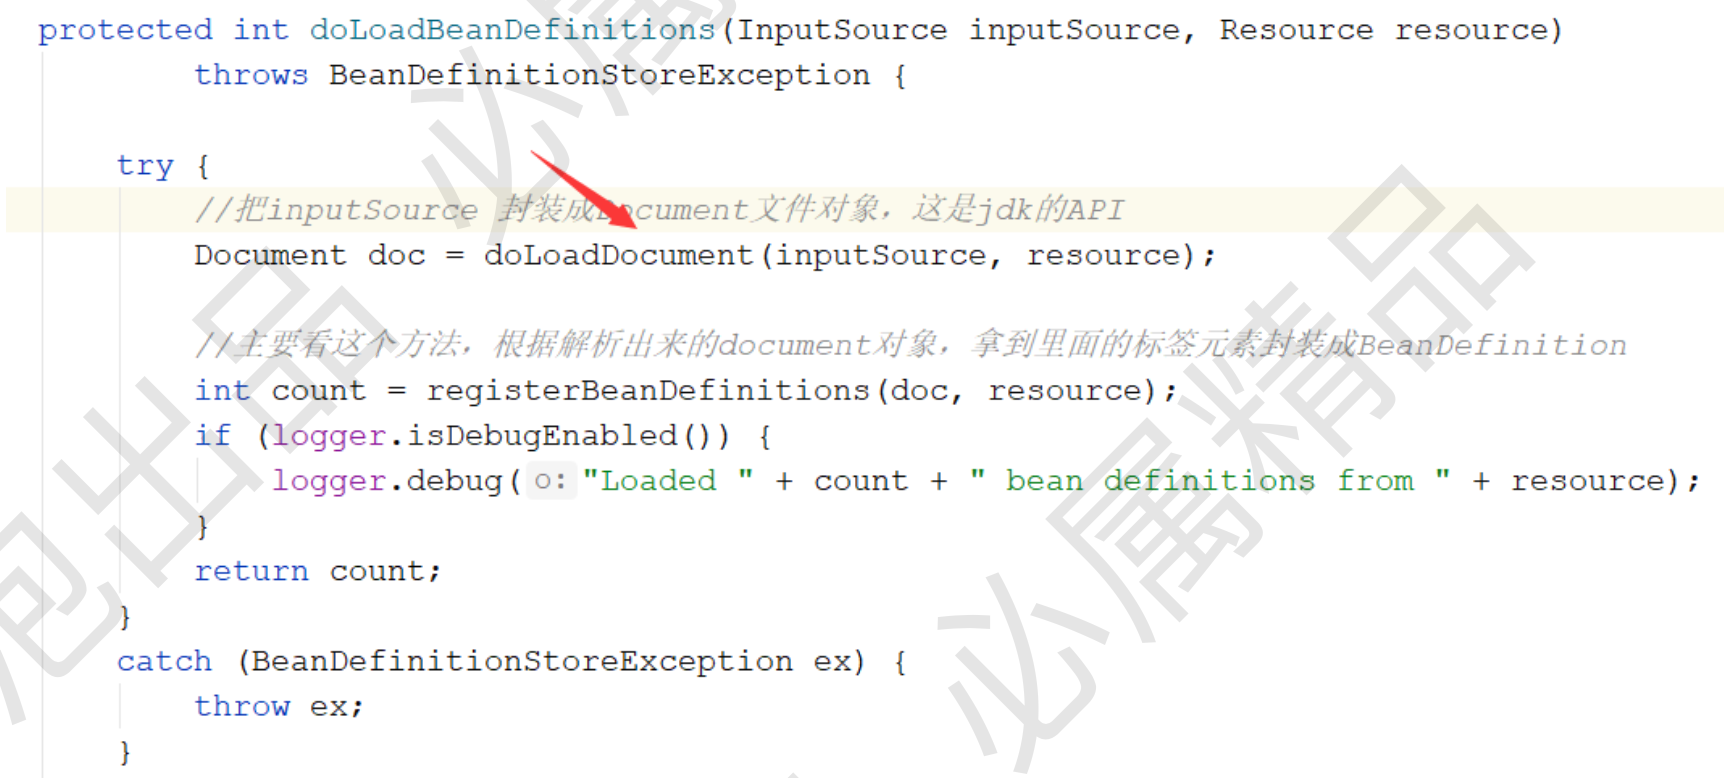 protected int doLoadBeanDefinitions(InputSource inputSource, Resource resource)
throws BeanDefinitionStoreException {
try {
//把inputSource 封装成Document文件对象，这是jdk的API
Document doc = doLoadDocument(inputSource, resource);
//主要看这个方法，根据解析出来的document对象，拿到里面的标签元素封装成BeanDefinition
int count = registerBeanDefinitions(doc, resource);
if (logger.isDebugEnabled()) {
logger.debug( o: "Loaded " + count + " bean definitions from " + resource);
}
return count;
}
catch (BeanDefinitionStoreException ex) {
throw ex;
}
出品
必属精品